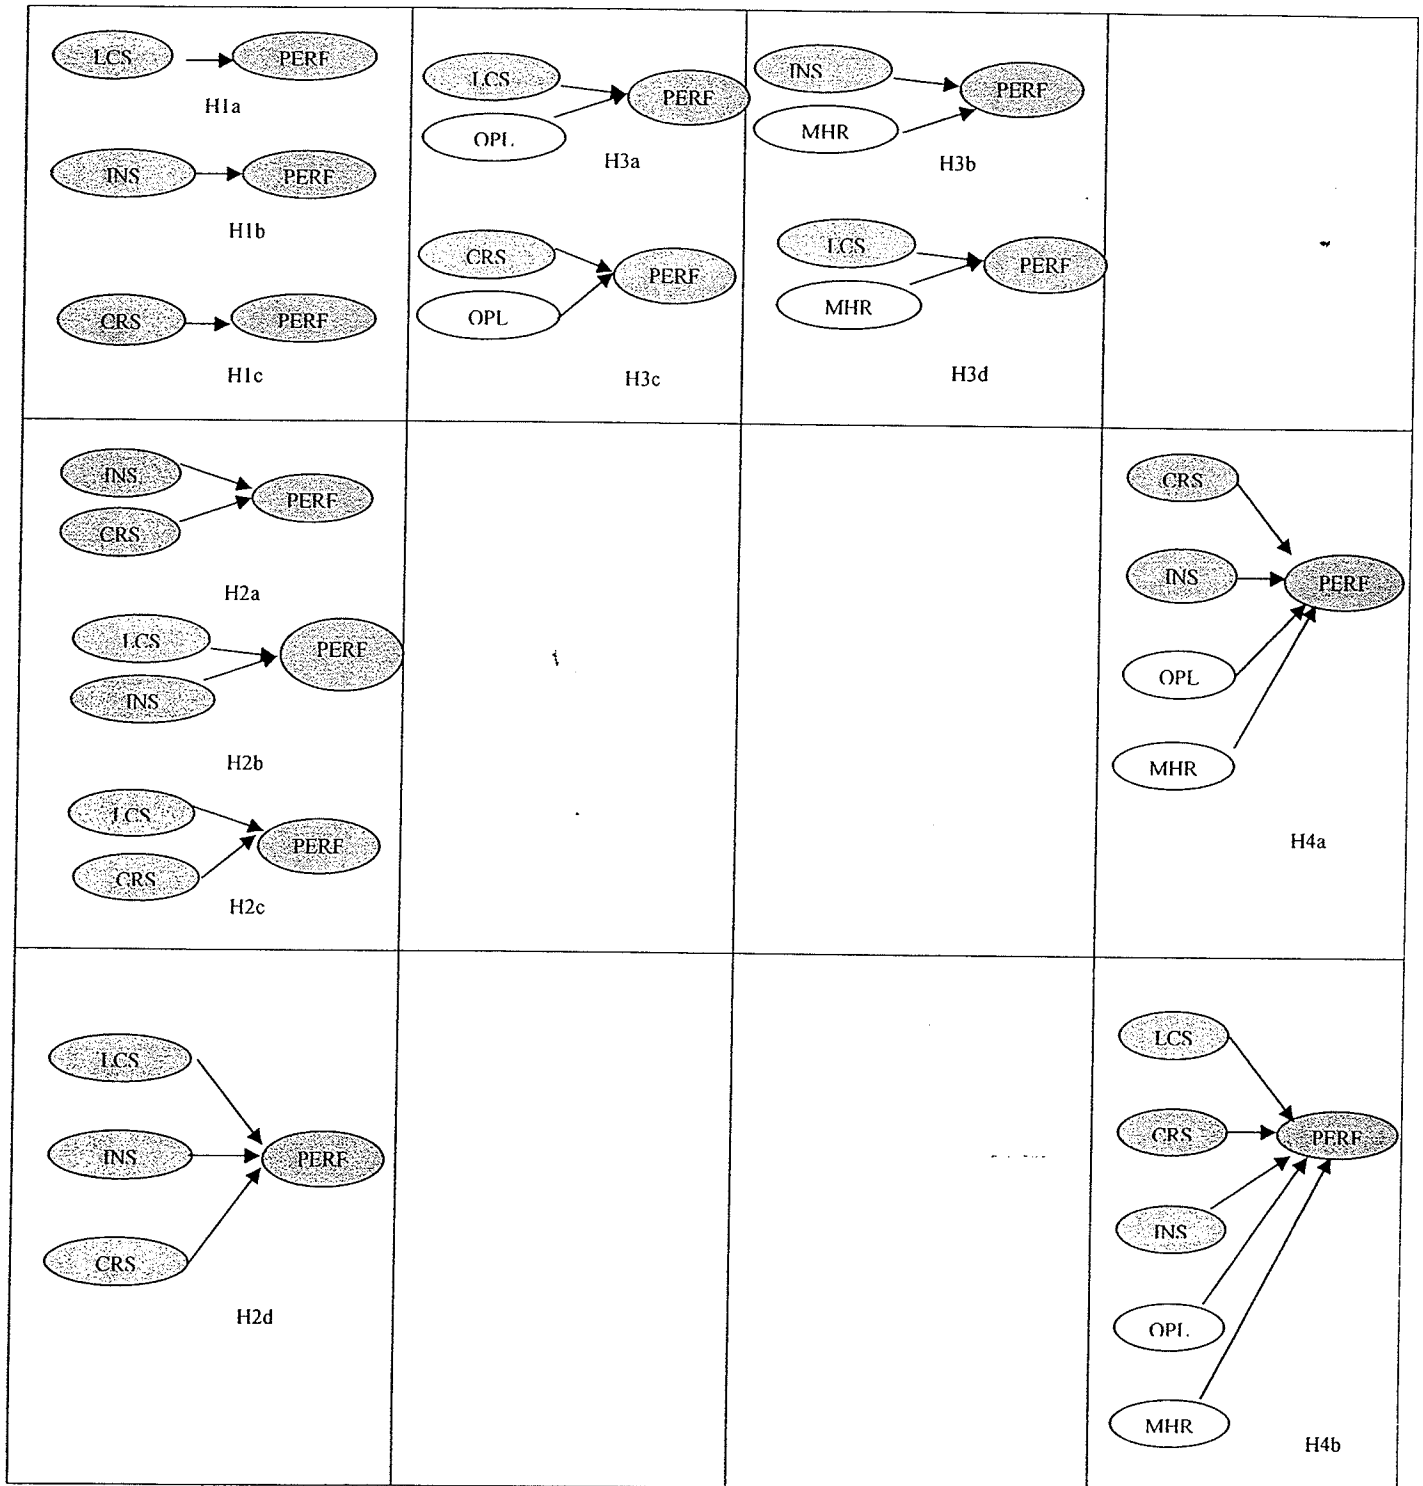 LCS PERF
H1a
INS PERF
H1b
CRS PERF
H1c
LCS PERF
OPL
H3a
CRS PERF
OPL
H3c
INS PERF
MHR
H3b
LCS PERF
MHR
H3d
INS
PERF
CRS
H2a
LCS
PERF
INS
H2b
LCS
PERF
CRS
H2c
CRS
INS PERF
OPL
MHR
H4a
LCS
INS PERF
CRS
H2d
LCS
CRS PERF
INS
OPL
MHR
H4b